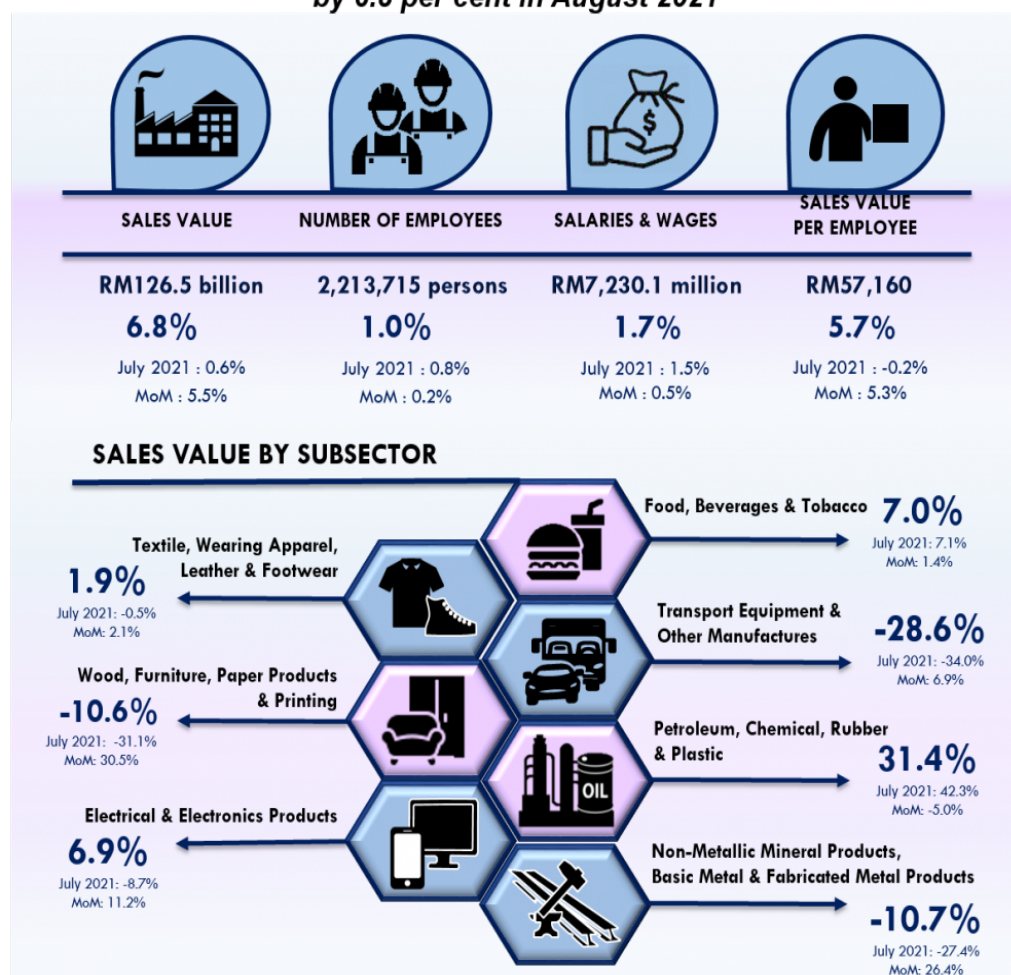 per cent in August 2021
SALES VALUE
RM126.5 billion
6.8%
July 2021 : 0.6%
MoM : 5.5%
NUMBER OF EMPLOYEES
2,213,715 persons
1.0%
July 2021 : 0.8%
MoM : 0.2%
SALARIES & WAGES
RM7,230.1 million
1.7%
July 2021 : 1.5%
MoM : 0.5%
SALES VALUE
PER EMPLOYEE
RM57,160
5.7%
July 2021 : -0.2%
MoM : 5.3%
$
SALES VALUE BY SUBSECTOR
Food, Beverages & Tobacco
7.0%
July 2021: 7.1%
MoM: 1.4%
Textile, Wearing Apparel,
Leather & Footwear
1.9%
July 2021: -0.5%
MoM: 2.1%
Transport Equipment &
Other Manufactures
-28.6%
July 2021: -34.0%
MoM: 6.9%
Wood, Furniture, Paper Products
& Printing
-10.6%
July 2021: -31.1%
MoM: 30.5%
Petroleum, Chemical, Rubber
& Plastic
31.4%
July 2021: 42.3%
MoM: -5.0%
OIL
Electrical & Electronics Products
6.9%
July 2021: -8.7%
MoM: 11.2%
Non-Metallic Mineral Products,
Basic Metal & Fabricated Metal Products
-10.7%
July 2021: -27.4%
MoM: 26.4%